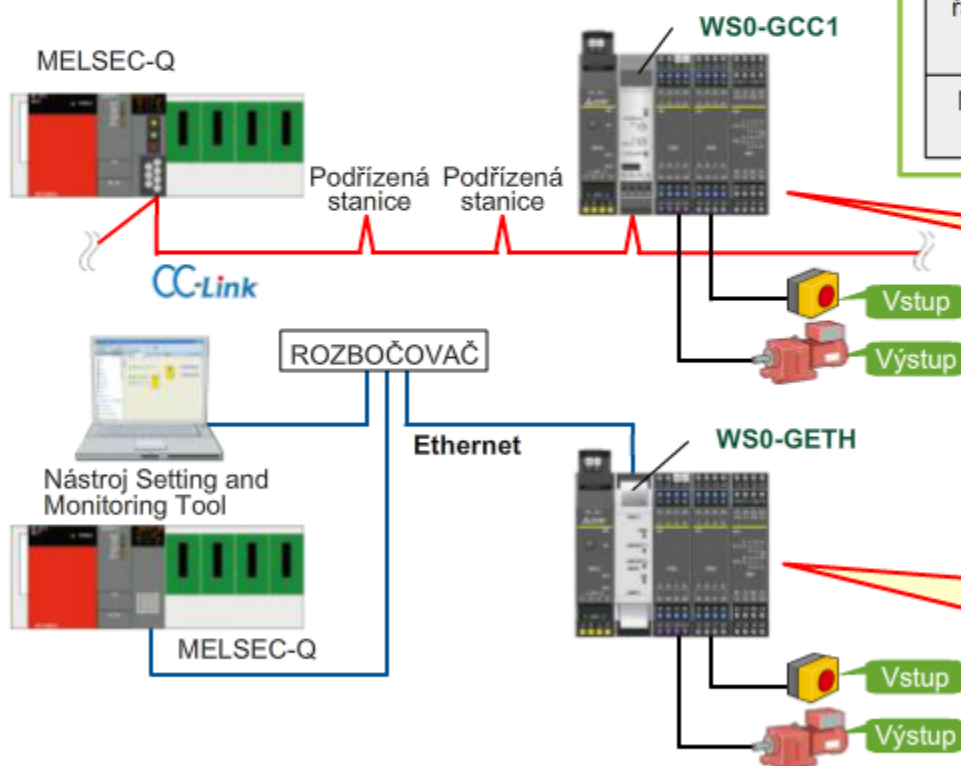 WS0-GCC1
MELSEC-Q
Podřízená
stanice
Podřízená
stanice
CC-Link
Vstup
Výstup
ROZBOČOVAČ
Ethernet
WS0-GETH
Nástroj Setting and
Monitoring Tool
MELSEC-Q
Vstup
Výstup